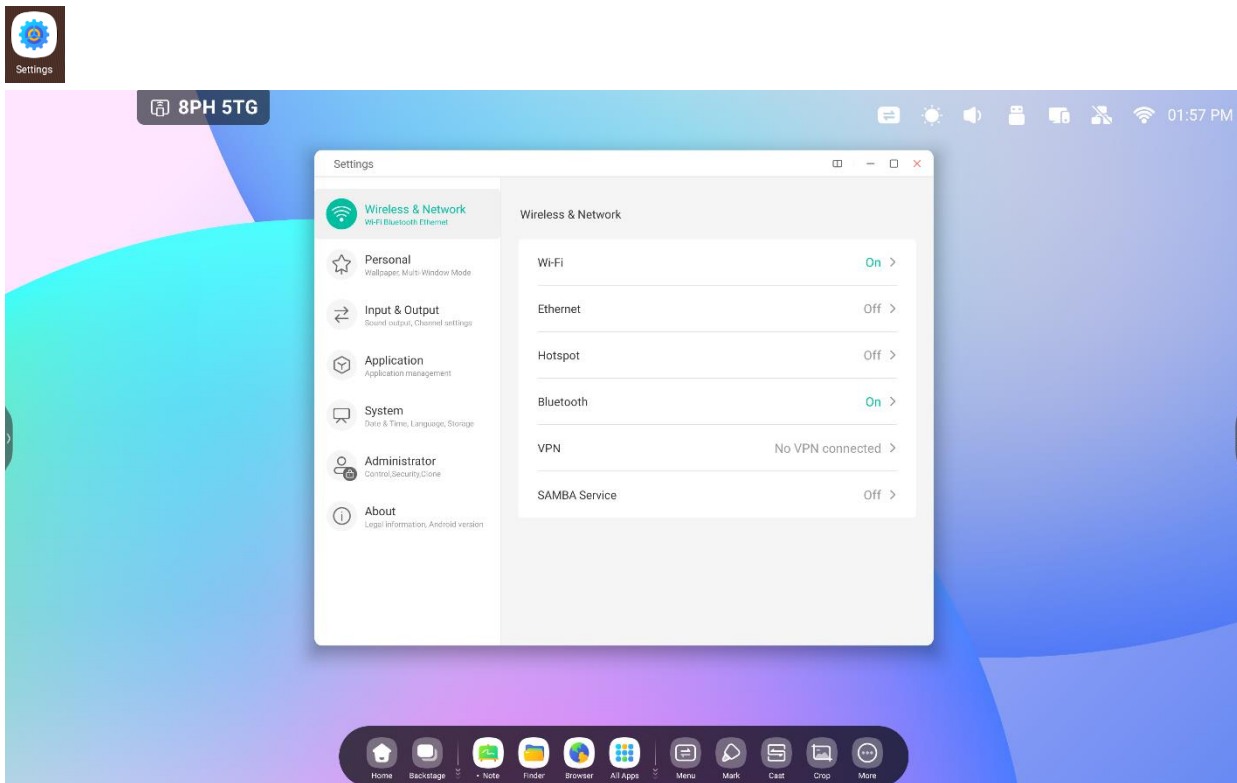 Settings
8PH 5TG
01:57 PM
Settings
Wireless & Network
Wi-Fi Bluetooth Ethernet
Personal
Wallpaper, Multi-Window Mode
Input & Output
Sound output, Channel settings
Application
Application management
System
Date & Time, Language, Storage
Administrator
Control,Security,Clone
About
Legal information, Android version
Wireless & Network
Wi-Fi On
Ethernet Off
Hotspot Off
Bluetooth On
VPN No VPN connected
SAMBA Service Off
Home Backstage • Note Finder Browser All Apps Menu Mark Cast Crop More